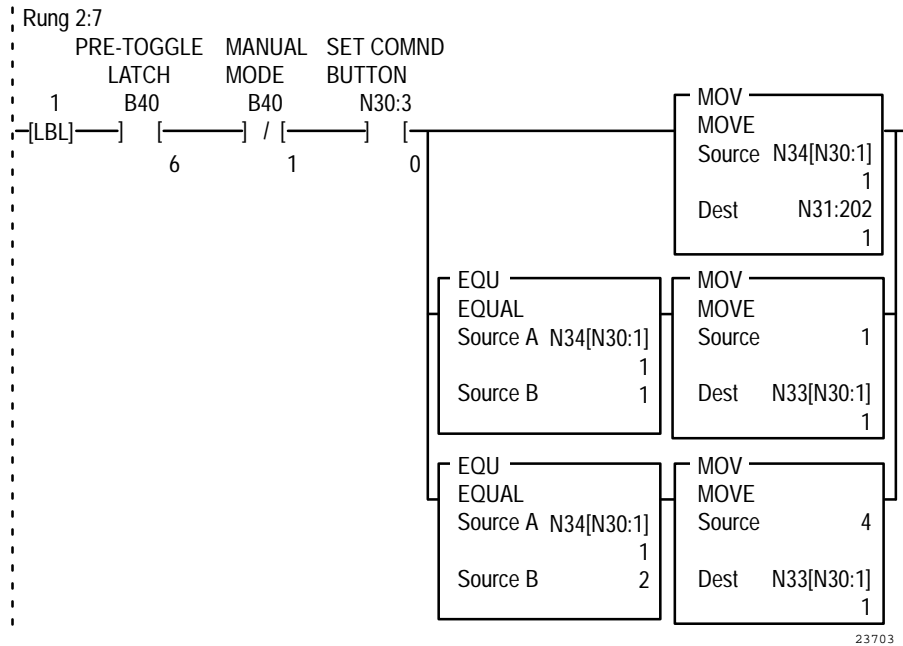 Rung 2:7
PRE-TOGGLE MANUAL SET COMND
LATCH MODE BUTTON
1 B40 B40 N30:3
[LBL] ] [ ] / [ ] [
6 1 0
MOV
MOVE
Source N34[N30:1]
1
Dest N31:202
1
EQU
EQUAL
Source A N34[N30:1]
1
Source B 1
MOV
MOVE
Source 1
Dest N33[N30:1]
1
EQU
EQUAL
Source A N34[N30:1]
1
Source B 2
MOV
MOVE
Source 4
Dest N33[N30:1]
1
23703